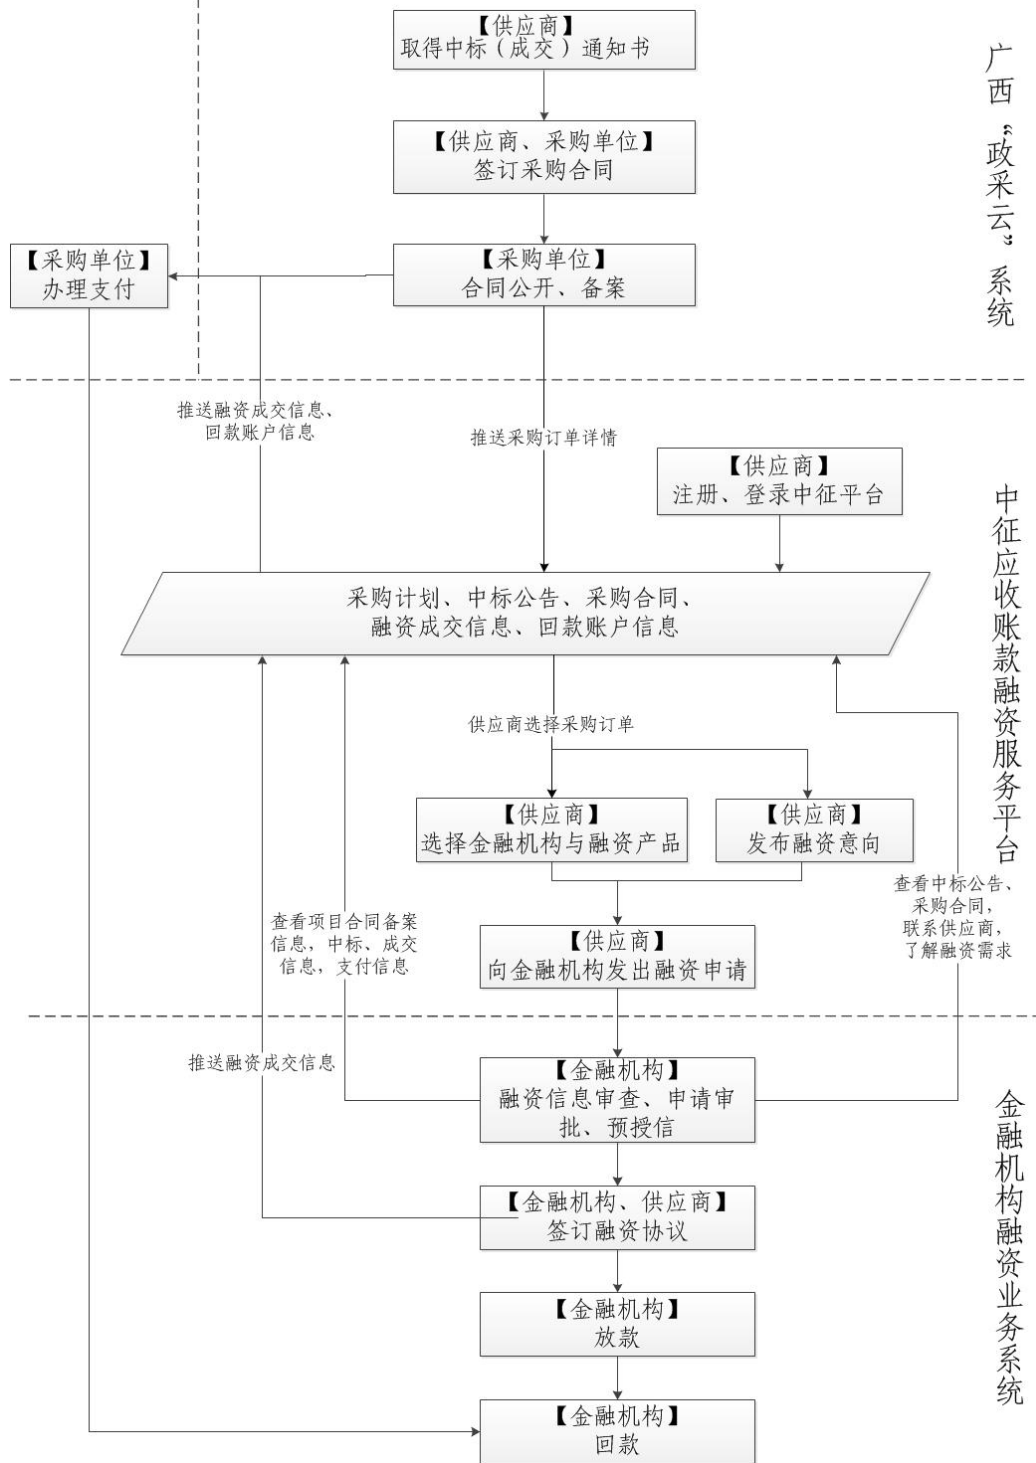 【供应商】
取得中标（成交）通知书
【供应商、采购单位】
签订采购合同
【采购单位】
合同公开、备案
【采购单位】
办理支付
广西“政采云”系统
推送融资成交信息、
回款账户信息
推送采购订单详情
【供应商】
注册、登录中征平台
采购计划、中标公告、采购合同、
融资成交信息、回款账户信息
供应商选择采购订单
【供应商】
选择金融机构与融资产品
【供应商】
发布融资意向
中征应收账款融资服务平台
查看中标公告、
采购合同，
联系供应商，
了解融资需求
查看项目合同备案
信息，中标、成交
信息，支付信息
【供应商】
向金融机构发出融资申请
推送融资成交信息
【金融机构】
融资信息审查、申请审
批、预授信
【金融机构、供应商】
签订融资协议
【金融机构】
放款
【金融机构】
回款
金融机构融资业务系统